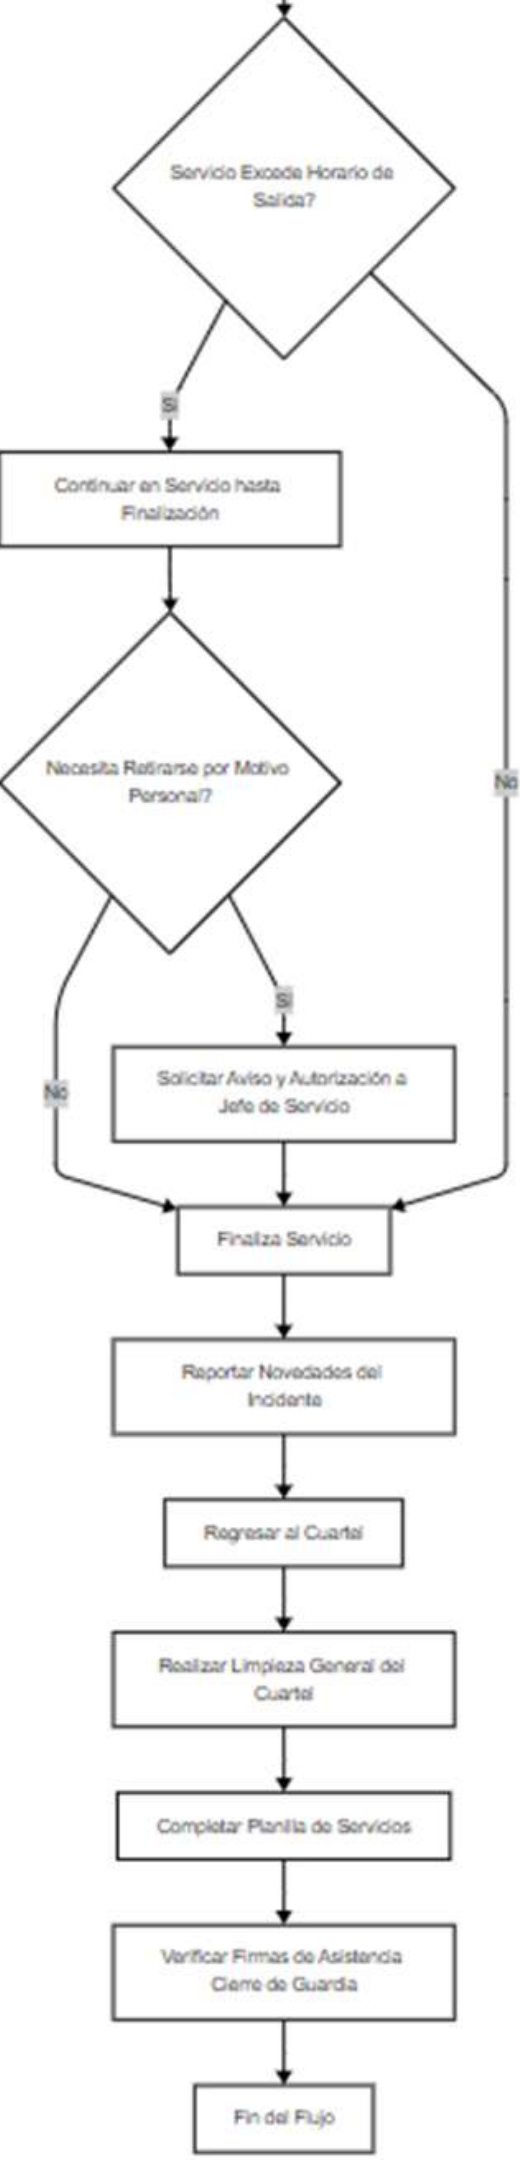 Servicio Excede Horario de
Salida?
Sí
Continuar en Servicio hasta
Finalización
Necesita Retirarse por Motivo
Personal?
No
Sí
No
Solicitar Aviso y Autorización a
Jefe de Servicio
Finaliza Servicio
Reportar Novedades del
Incidente
Regresar al Cuartel
Realizar Limpieza General del
Cuartel
Completar Planilla de Servicios
Verificar Firmas de Asistencia
Cierre de Guardia
Fin del Flujo